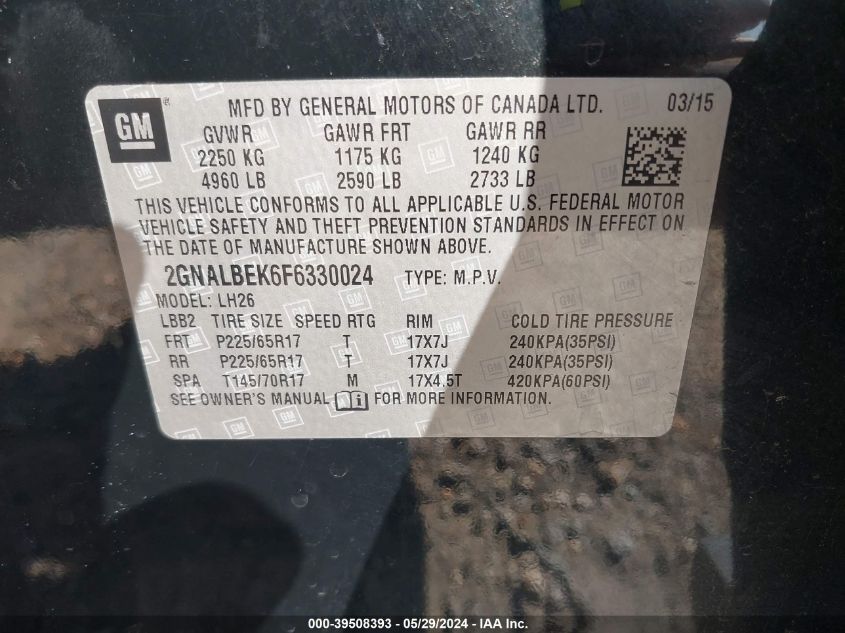 GM ® MFD BY GENERAL MOTORS OF CANADA LTD. 03/15
GVWR GAWR FRT GAWR RR
2250 KG 1175 KG 1240 KG
4960 LB 2590 LB 2733 LB
THIS VEHICLE CONFORMS TO ALL APPLICABLE U.S. FEDERAL MOTOR
VEHICLE SAFETY AND THEFT PREVENTION STANDARDS IN EFFECT ON
THE DATE OF MANUFACTURE SHOWN ABOVE.
2GNALBEK6F6330024 TYPE: M.P.V.
MODEL: LH26
LBB2 TIRE SIZE SPEED RTG RIM COLD TIRE PRESSURE
FRT P225/65R17 T 17X7J 240KPA(35PSI)
RR P225/65R17 T 17X7J 240KPA(35PSI)
SPA T145/70R17 M 17X4.5T 420KPA(60PSI)
SEE OWNER'S MANUAL FOR MORE INFORMATION.
000-39508393 - 05/29/2024 - IAA Inc.